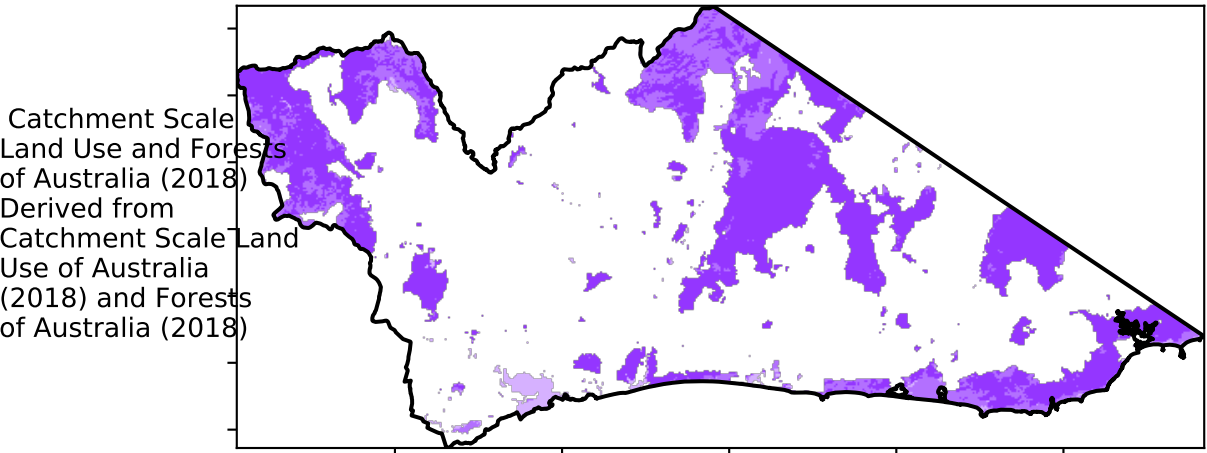 Catchment Scale
Land Use and Forests
of Australia (2018)
Derived from
Catchment Scale Land
Use of Australia
(2018) and Forests
of Australia (2018)